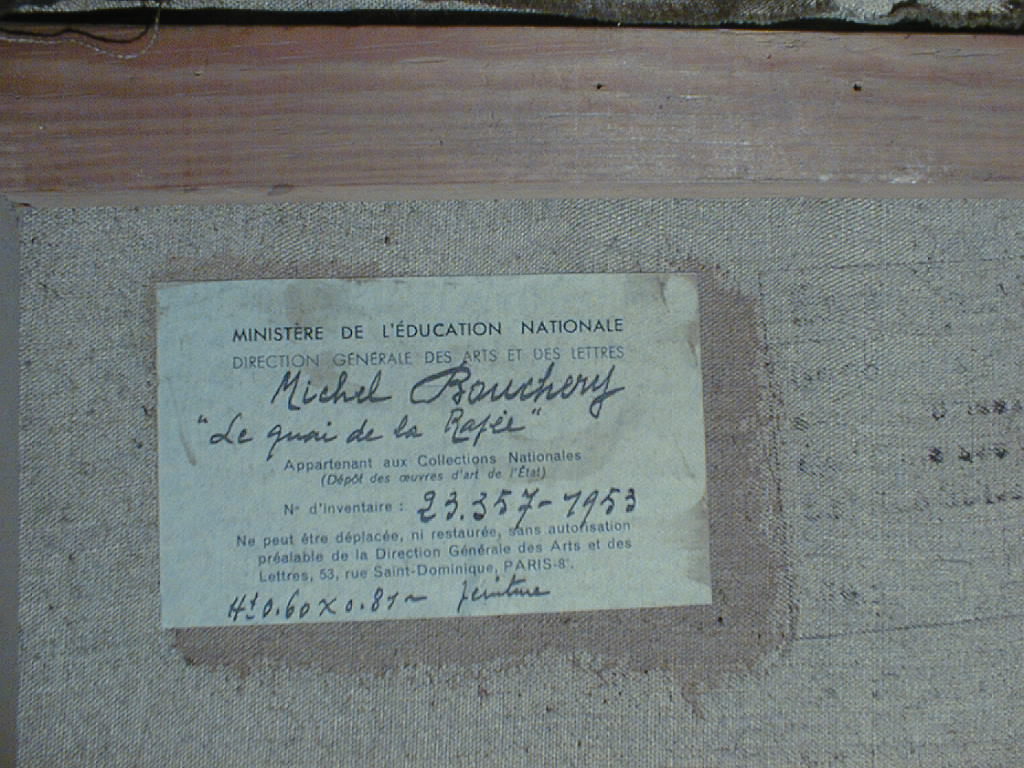 MINISTÈRE DE L'ÉDUCATION NATIONALE
DIRECTION GÉNÉRALE DES ARTS ET DES LETTRES
Michel Bouchery
"Le quai de la Rapée"
Appartenant aux Collections Nationales
(Dépôt des œuvres d'art de l'État)
N° d'inventaire : 23.357-1953
Ne peut être déplacée, ni restaurée, sans autorisation
préalable de la Direction Générale des Arts et des
Lettres, 53, rue Saint-Dominique, PARIS-8ᵉ.
Ht 0.60 x 0.81 m peinture